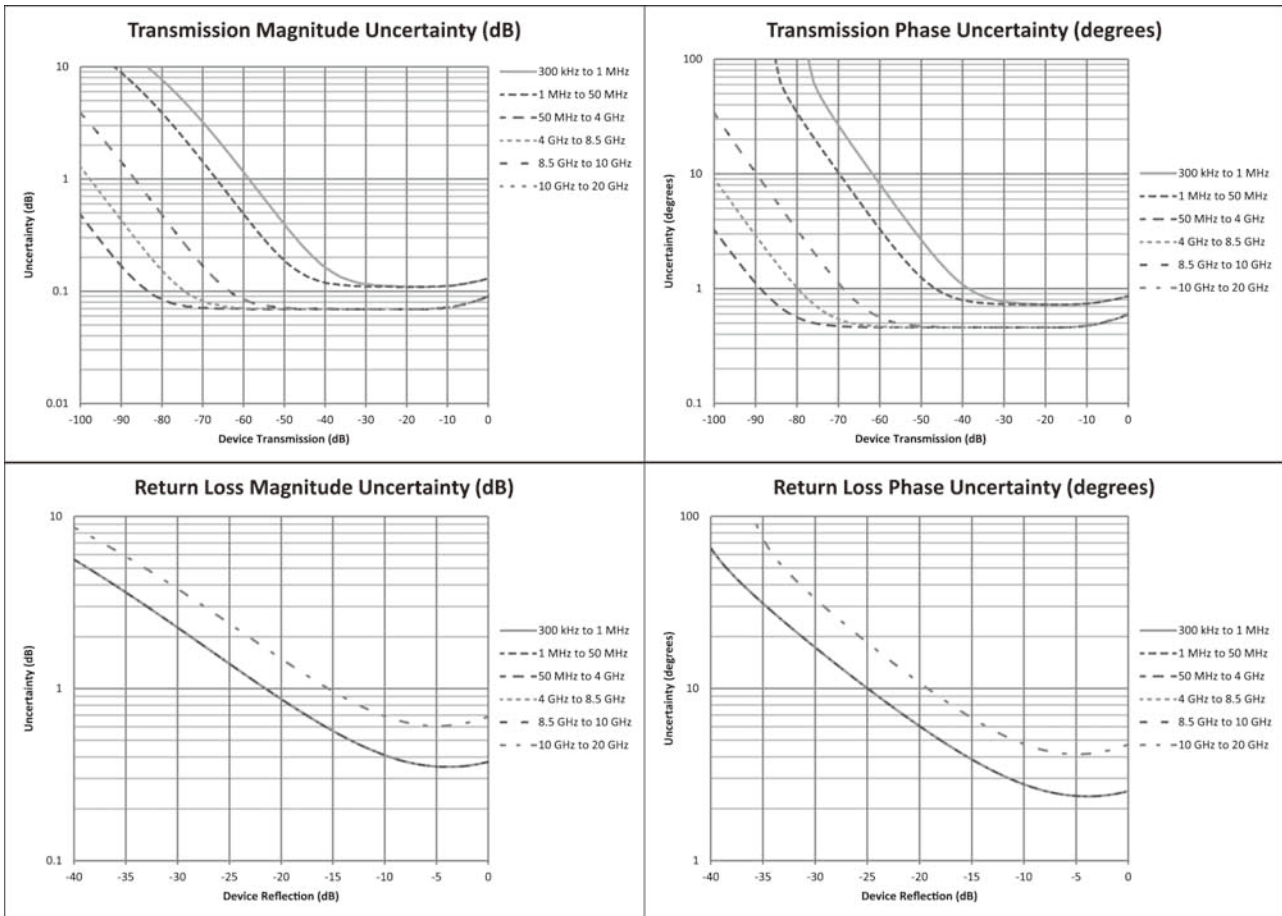 Transmission Magnitude Uncertainty (dB)
10
1
0.1
0.01
Uncertainty (dB)
-100 -90 -80 -70 -60 -50 -40 -30 -20 -10 0
Device Transmission (dB)
300 kHz to 1 MHz
1 MHz to 50 MHz
50 MHz to 4 GHz
4 GHz to 8.5 GHz
8.5 GHz to 10 GHz
10 GHz to 20 GHz
Transmission Phase Uncertainty (degrees)
100
10
1
0.1
Uncertainty (degrees)
-100 -90 -80 -70 -60 -50 -40 -30 -20 -10 0
Device Transmission (dB)
300 kHz to 1 MHz
1 MHz to 50 MHz
50 MHz to 4 GHz
4 GHz to 8.5 GHz
8.5 GHz to 10 GHz
10 GHz to 20 GHz
Return Loss Magnitude Uncertainty (dB)
10
1
0.1
Uncertainty (dB)
-40 -35 -30 -25 -20 -15 -10 -5 0
Device Reflection (dB)
300 kHz to 1 MHz
1 MHz to 50 MHz
50 MHz to 4 GHz
4 GHz to 8.5 GHz
8.5 GHz to 10 GHz
10 GHz to 20 GHz
Return Loss Phase Uncertainty (degrees)
100
10
1
Uncertainty (degrees)
-40 -35 -30 -25 -20 -15 -10 -5 0
Device Reflection (dB)
300 kHz to 1 MHz
1 MHz to 50 MHz
50 MHz to 4 GHz
4 GHz to 8.5 GHz
8.5 GHz to 10 GHz
10 GHz to 20 GHz